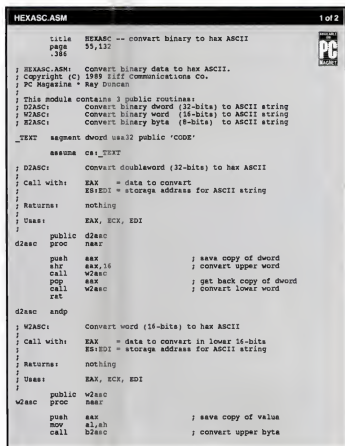 HEXASC.ASM 1 of 2
AVAILABLE ON
PC
MAGNET
title HEXASC -- convert binary to hax ASCII
page 55,132
.386
; HEXASC.ASM: Convert binary data to hex ASCII.
; Copyright (C) 1989 Ziff Communications Co.
; PC Magazine * Ray Duncan
;
; This module contains 3 public routines:
; D2ASC: Convert binary dword (32-bits) to ASCII string
; W2ASC: Convert binary word (16-bits) to ASCII string
; B2ASC: Convert binary byte (8-bits) to ASCII string
_TEXT segment dword use32 public 'CODE'
assume cs:_TEXT
; D2ASC: Convert doubleword (32-bits) to hex ASCII
;
; Call with: EAX = data to convert
; ES:EDI = storage address for ASCII string
;
; Returns: nothing
;
; Uses: EAX, ECX, EDI
;
public d2asc
d2asc proc near
push eax ; save copy of dword
shr eax,16 ; convert upper word
call w2asc
pop eax ; get back copy of dword
call w2asc ; convert lower word
ret
d2asc endp
; W2ASC: Convert word (16-bits) to hex ASCII
;
; Call with: EAX = data to convert in lower 16-bits
; ES:EDI = storage address for ASCII string
;
; Returns: nothing
;
; Uses: EAX, ECX, EDI
;
public w2asc
w2asc proc near
push eax ; save copy of value
mov al,ah
call b2asc ; convert upper byte